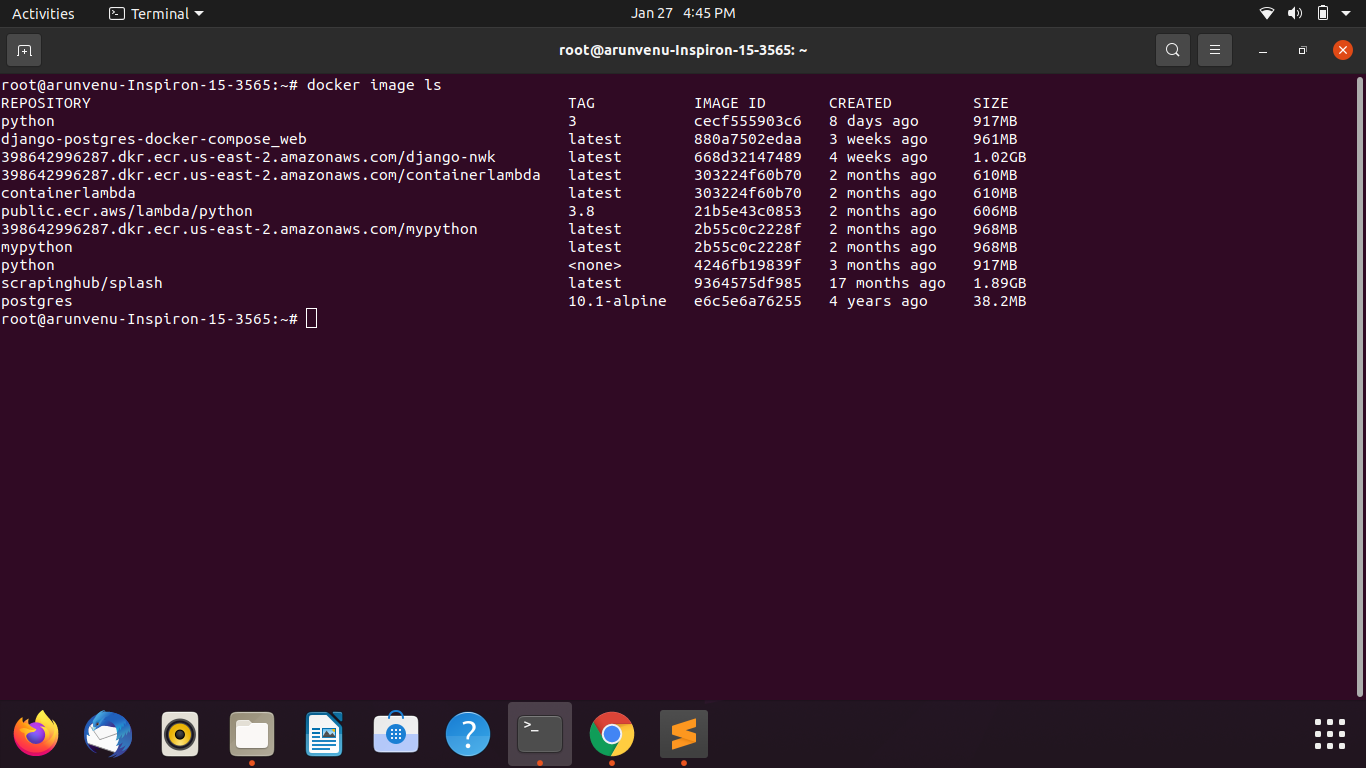 Activities Terminal Jan 27 4:45 PM
root@arunvenu-Inspiron-15-3565: ~
root@arunvenu-Inspiron-15-3565:~# docker image ls
REPOSITORY TAG IMAGE ID CREATED SIZE
python 3 cecf555903c6 8 days ago 917MB
django-postgres-docker-compose_web latest 880a7502edaa 3 weeks ago 961MB
398642996287.dkr.ecr.us-east-2.amazonaws.com/django-nwk latest 668d32147489 4 weeks ago 1.02GB
398642996287.dkr.ecr.us-east-2.amazonaws.com/containerlambda latest 303224f60b70 2 months ago 610MB
containerlambda latest 303224f60b70 2 months ago 610MB
public.ecr.aws/lambda/python 3.8 21b5e43c0853 2 months ago 606MB
398642996287.dkr.ecr.us-east-2.amazonaws.com/mypython latest 2b55c0c2228f 2 months ago 968MB
mypython latest 2b55c0c2228f 2 months ago 968MB
python <none> 4246fb19839f 3 months ago 917MB
scrapinghub/splash latest 9364575df985 17 months ago 1.89GB
postgres 10.1-alpine e6c5e6a76255 4 years ago 38.2MB
root@arunvenu-Inspiron-15-3565:~#